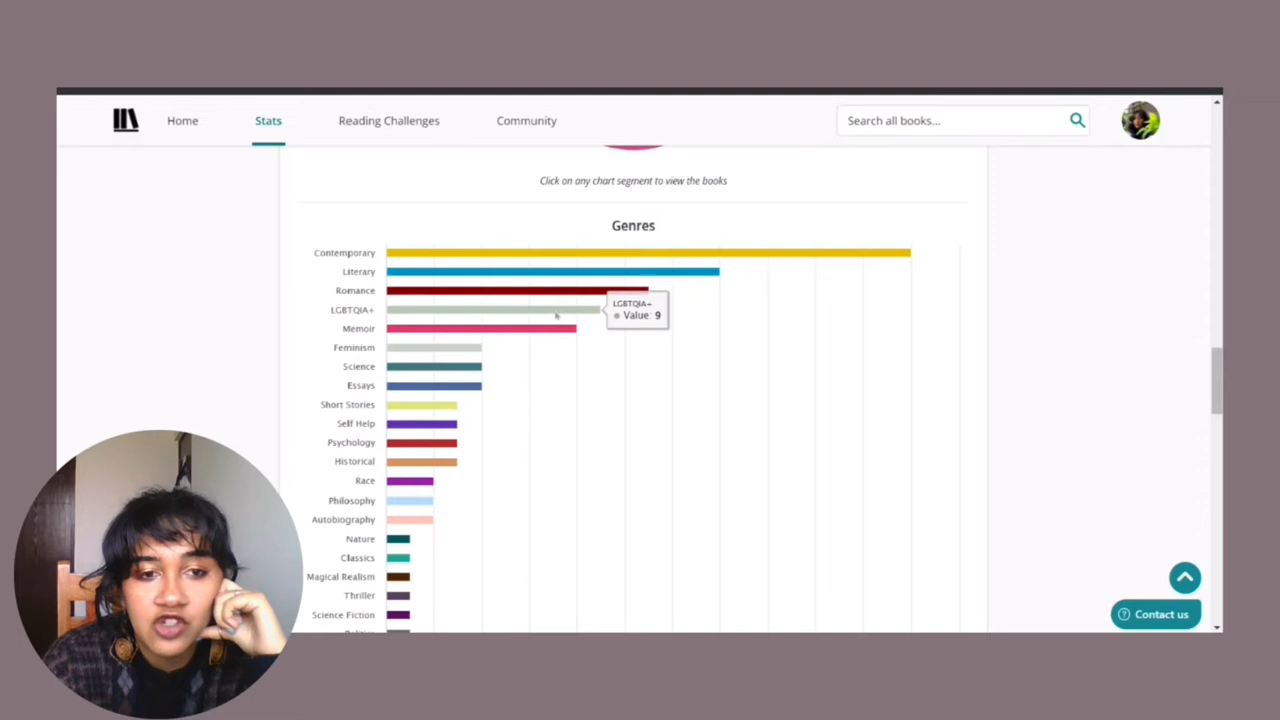 Home Stats Reading Challenges Community Search all books...
Click on any chart segment to view the books
Genres
Contemporary
Literary
Romance
LGBTQIA+
LGBTQIA+
Value: 9
Memoir
Feminism
Science
Essays
Short Stories
Self Help
Psychology
Historical
Race
Philosophy
Autobiography
Nature
Classics
Magical Realism
Thriller
Science Fiction
Contact us